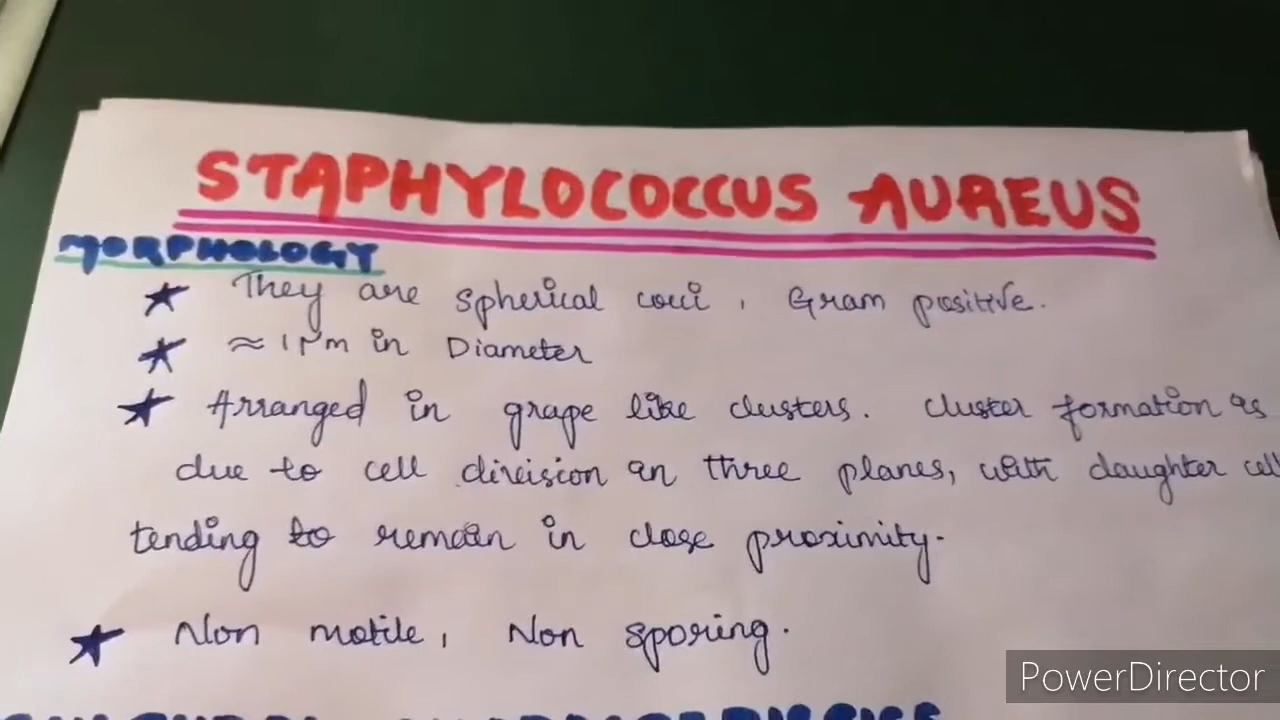 STAPHYLOCOCCUS AUREUS
MORPHOLOGY
★ They are spherical cocci, Gram positive.
★ ≈ 1 μm in Diameter
★ Arranged in grape like clusters. Cluster formation is
due to cell division in three planes, with daughter cell
tending to remain in close proximity.
★ Non motile, Non sporing.
PowerDirector